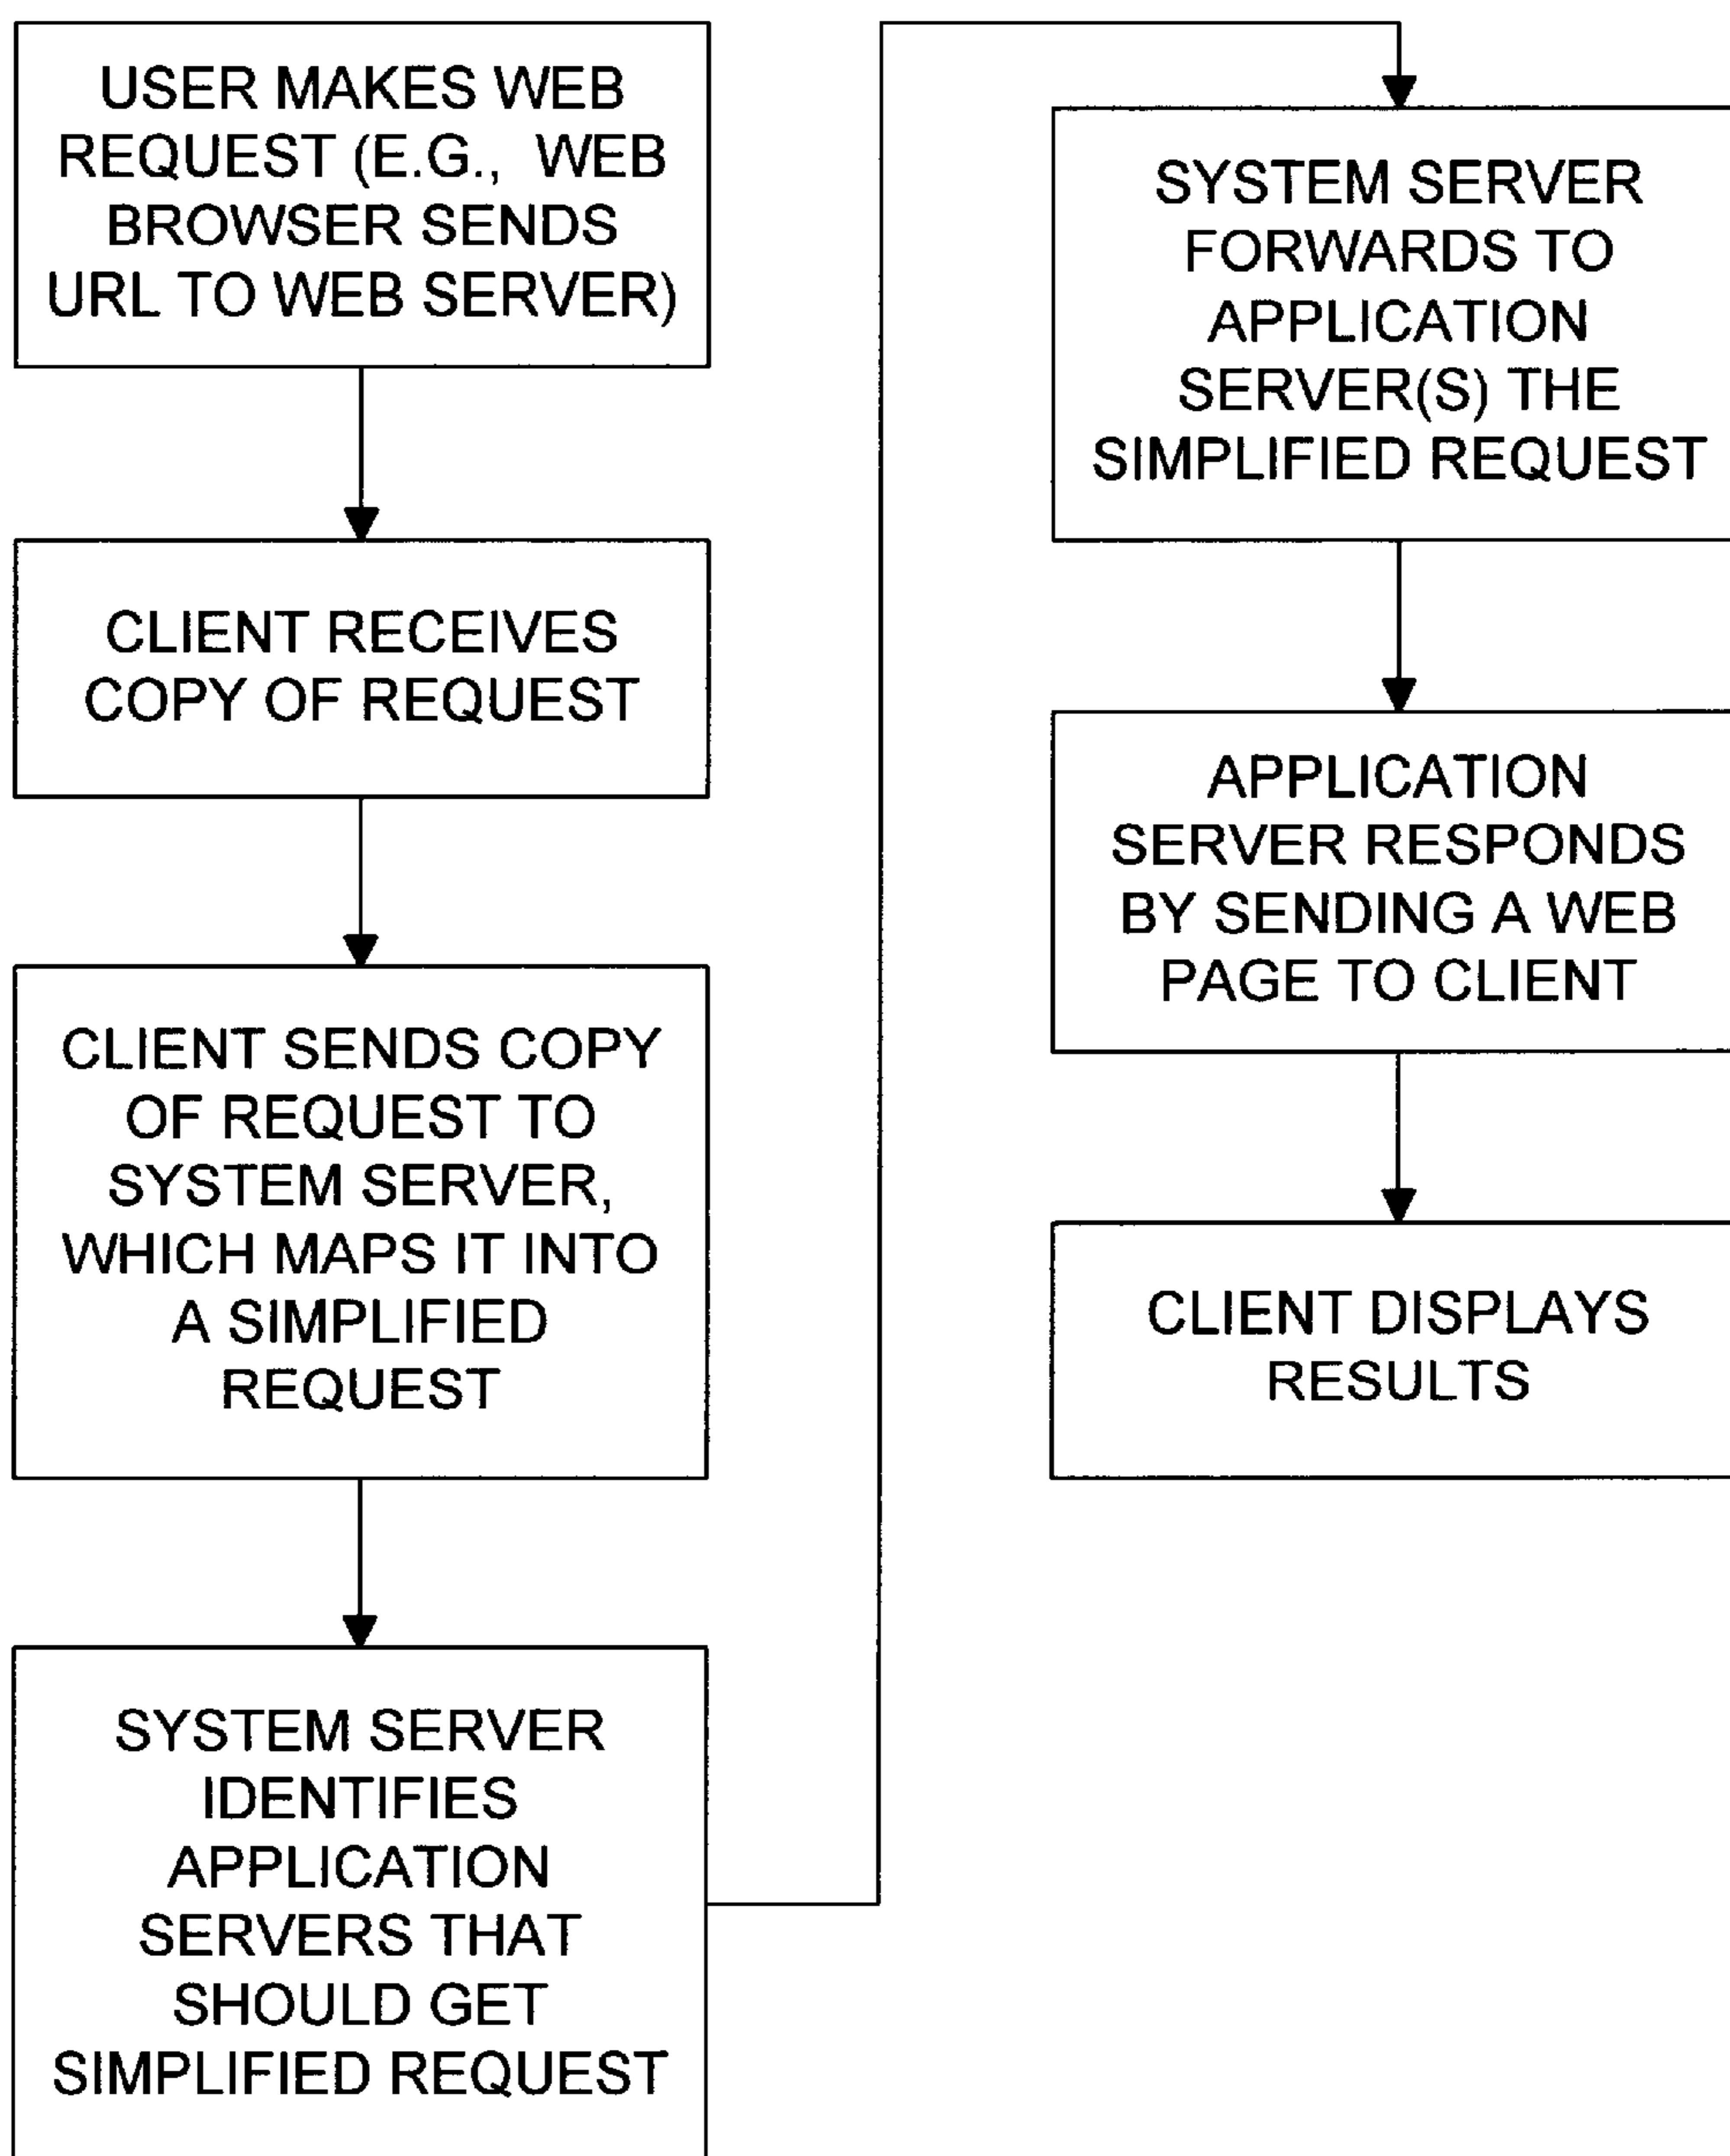 USER MAKES WEB
REQUEST (E.G., WEB
BROWSER SENDS
URL TO WEB SERVER)
CLIENT RECEIVES
COPY OF REQUEST
CLIENT SENDS COPY
OF REQUEST TO
SYSTEM SERVER,
WHICH MAPS IT INTO
A SIMPLIFIED
REQUEST
SYSTEM SERVER
IDENTIFIES
APPLICATION
SERVERS THAT
SHOULD GET
SIMPLIFIED REQUEST
SYSTEM SERVER
FORWARDS TO
APPLICATION
SERVER(S) THE
SIMPLIFIED REQUEST
APPLICATION
SERVER RESPONDS
BY SENDING A WEB
PAGE TO CLIENT
CLIENT DISPLAYS
RESULTS